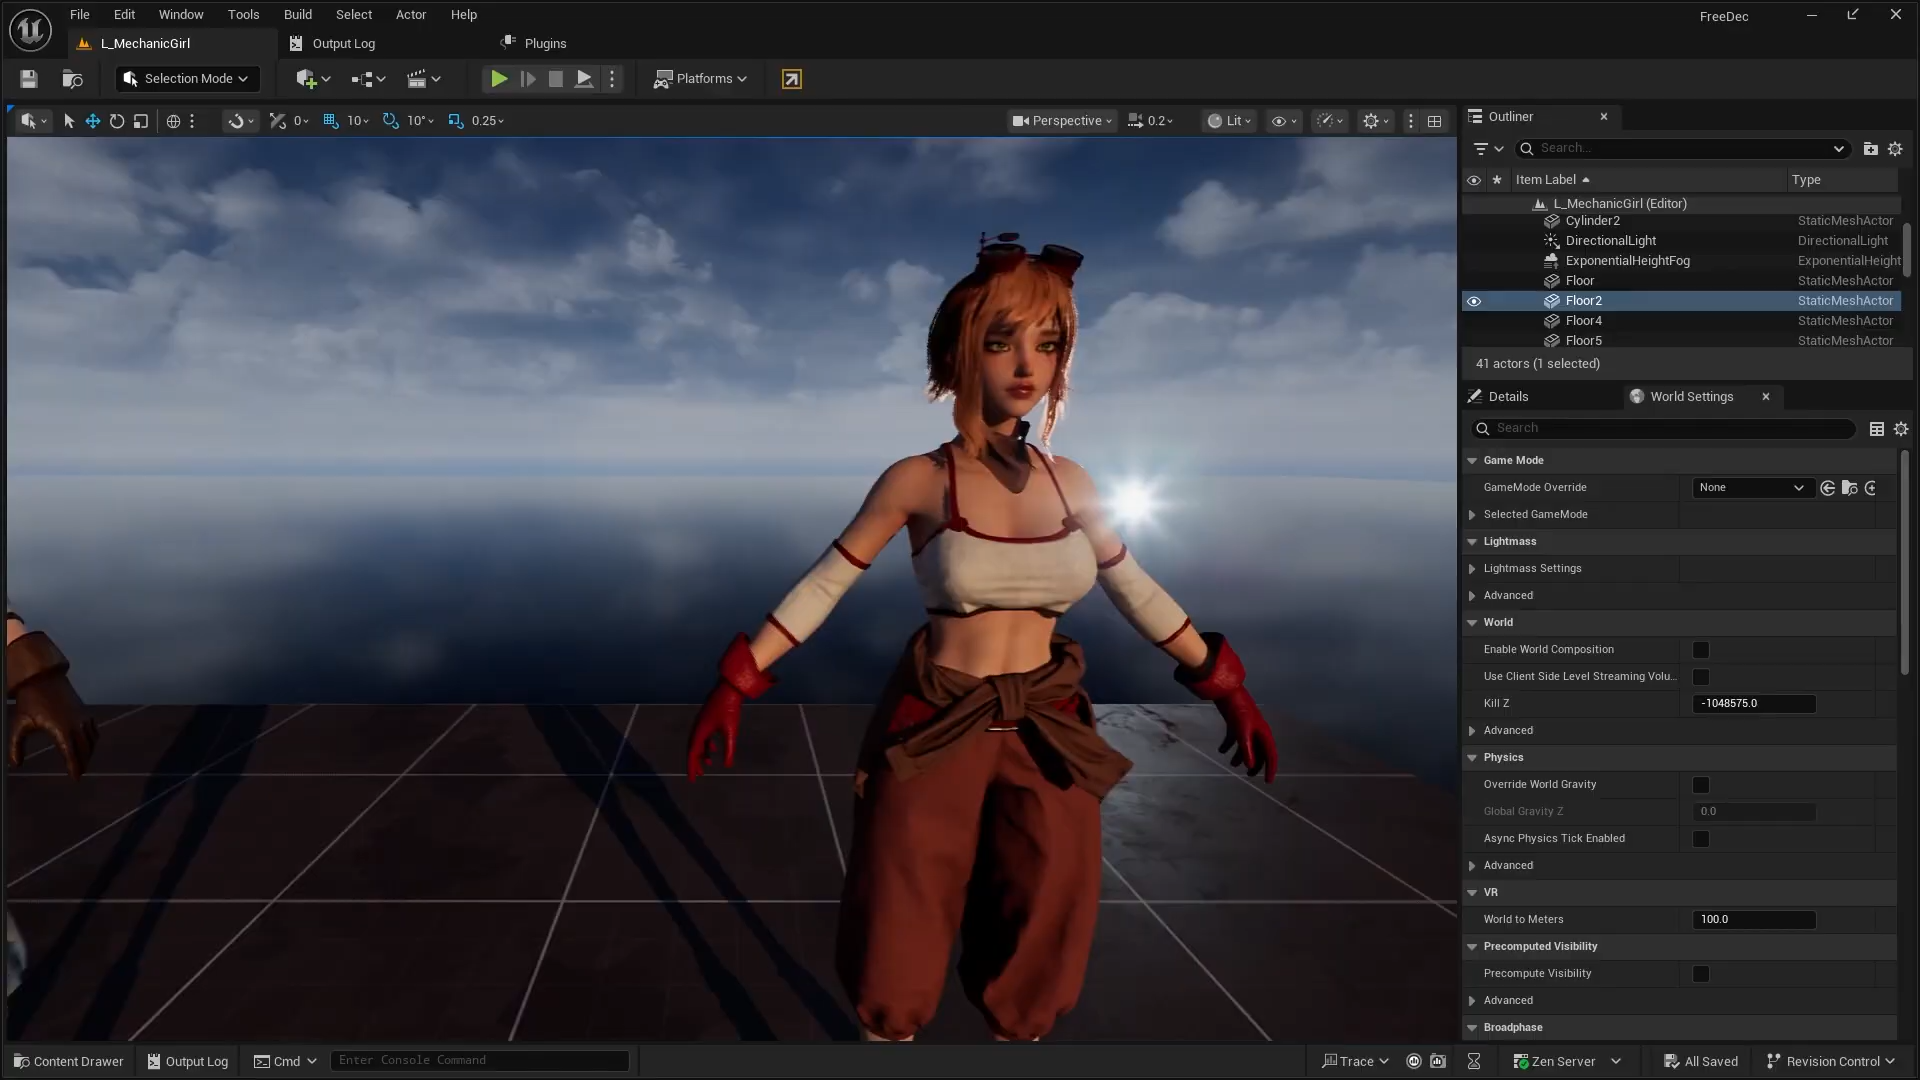 File Edit Window Tools Build Select Actor Help
FreeDec
L_MechanicGirl
Output Log
Plugins
Selection Mode
Platforms
0
10
10°
0.25
Perspective
0.2
Lit
Outliner
Search...
Item Label
Type
L_MechanicGirl (Editor)
Cylinder2 StaticMeshActor
DirectionalLight DirectionalLight
ExponentialHeightFog ExponentialHeight
Floor StaticMeshActor
Floor2 StaticMeshActor
Floor4 StaticMeshActor
Floor5 StaticMeshActor
41 actors (1 selected)
Details
World Settings
Search
Game Mode
GameMode Override None
Selected GameMode
Lightmass
Lightmass Settings
Advanced
World
Enable World Composition
Use Client Side Level Streaming Volu...
Kill Z -1048575.0
Advanced
Physics
Override World Gravity
Global Gravity Z 0.0
Async Physics Tick Enabled
Advanced
VR
World to Meters 100.0
Precomputed Visibility
Precompute Visibility
Advanced
Broadphase
Content Drawer
Output Log
Cmd
Enter Console Command
Trace
Zen Server
All Saved
Revision Control